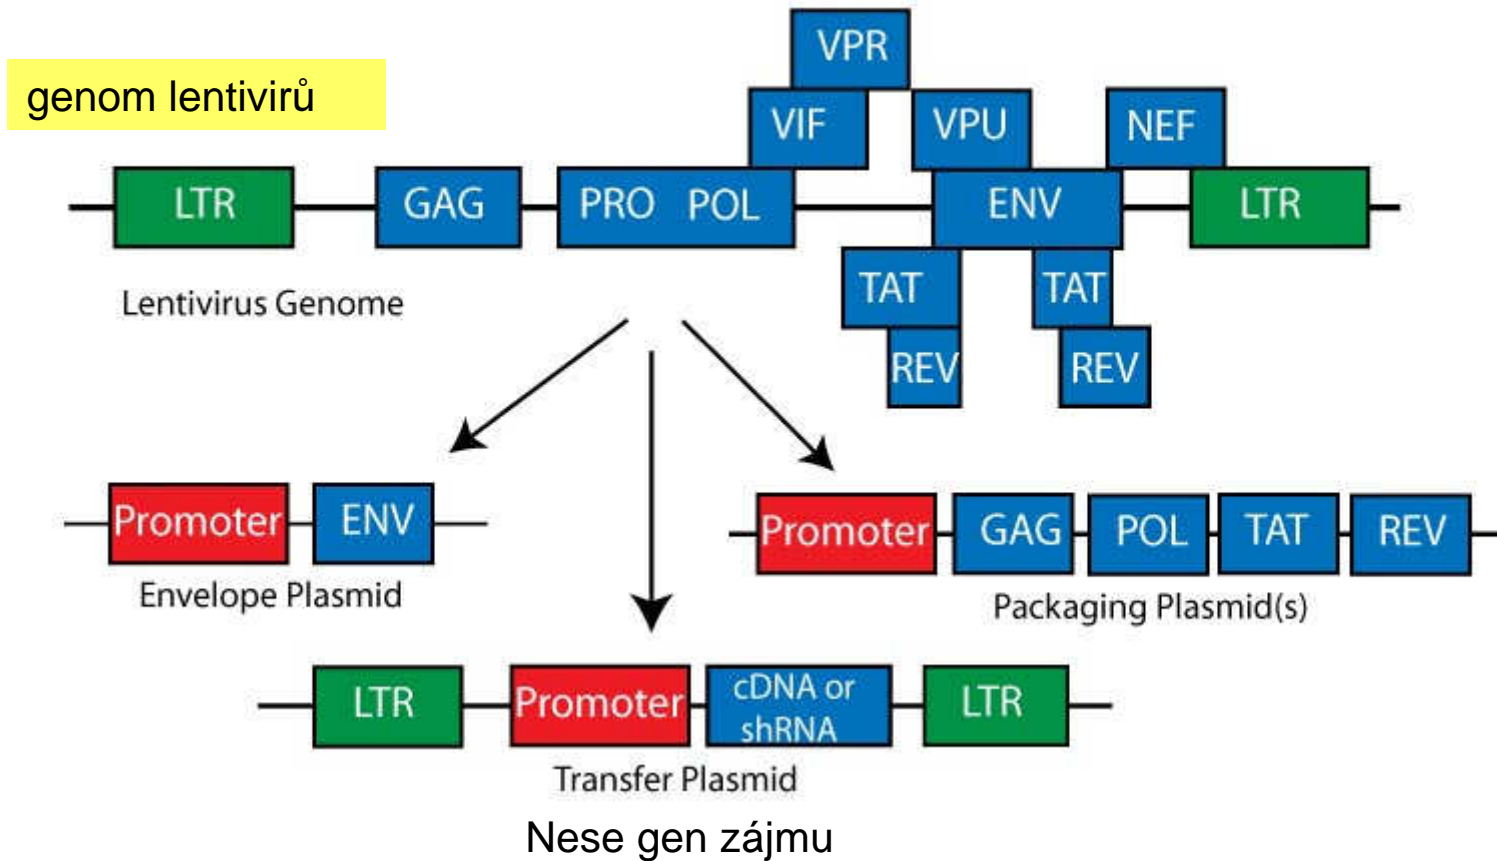 genom lentivirů
VPR
VIF
VPU
NEF
LTR
GAG
PRO POL
ENV
LTR
TAT
TAT
REV
REV
Lentivirus Genome
Promoter
ENV
Envelope Plasmid
Promoter
GAG
POL
TAT
REV
Packaging Plasmid(s)
LTR
Promoter
cDNA or
shRNA
LTR
Transfer Plasmid
Nese gen zájmu